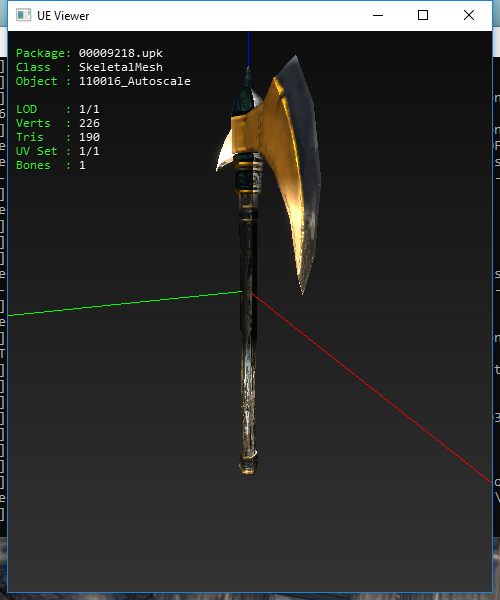 UE Viewer
Package: 00009218.upk
Class : SkeletalMesh
Object : 110016_Autoscale
LOD : 1/1
Verts : 226
Tris : 190
UV Set : 1/1
Bones : 1